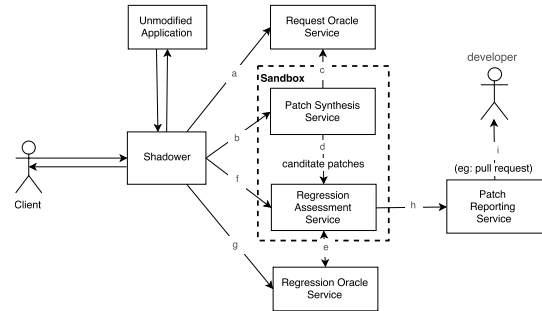 Unmodified
Application
Request Oracle
Service
a
c
developer
Sandbox
Patch Synthesis
Service
b
d
i
Shadower
canditate patches
(eg: pull request)
f
Client
Regression
Assessment
Service
h
Patch
Reporting
Service
g
e
Regression Oracle
Service